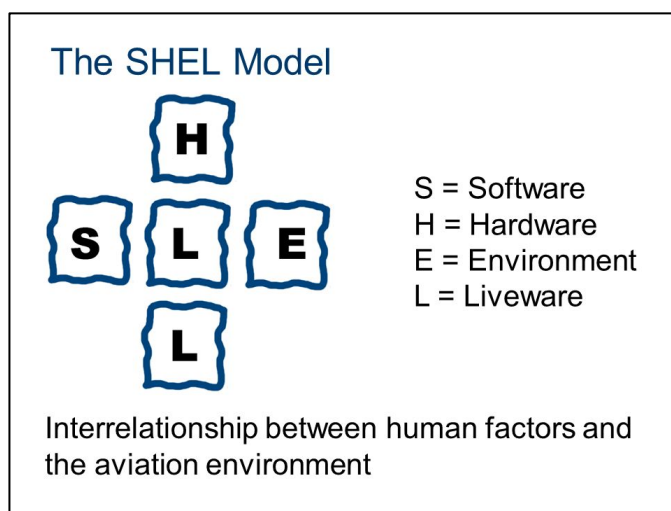 The SHEL Model
H
S L E
L
S = Software
H = Hardware
E = Environment
L = Liveware
Interrelationship between human factors and
the aviation environment